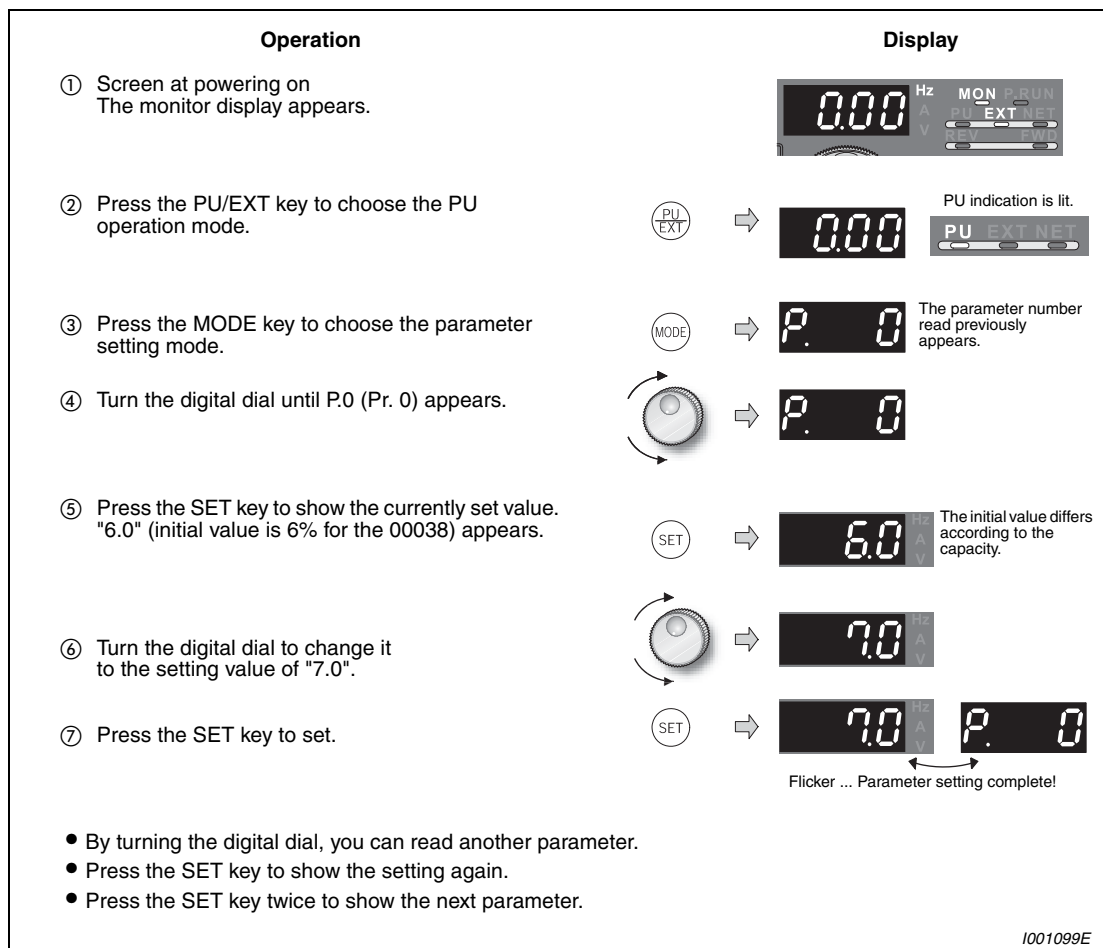 Operation
Display
① Screen at powering on
The monitor display appears.
0.00
Hz
A
V
MON P.RUN
PU EXT NET
REV FWD
② Press the PU/EXT key to choose the PU
operation mode.
PU
EXT
0.00
PU indication is lit.
PU EXT NET
③ Press the MODE key to choose the parameter
setting mode.
MODE
P. 0
The parameter number
read previously
appears.
④ Turn the digital dial until P.0 (Pr. 0) appears.
P. 0
⑤ Press the SET key to show the currently set value.
"6.0" (initial value is 6% for the 00038) appears.
SET
6.0
Hz
A
V
The initial value differs
according to the
capacity.
⑥ Turn the digital dial to change it
to the setting value of "7.0".
7.0
Hz
A
V
⑦ Press the SET key to set.
SET
7.0
Hz
A
V
P. 0
Flicker ... Parameter setting complete!
● By turning the digital dial, you can read another parameter.
● Press the SET key to show the setting again.
● Press the SET key twice to show the next parameter.
I001099E